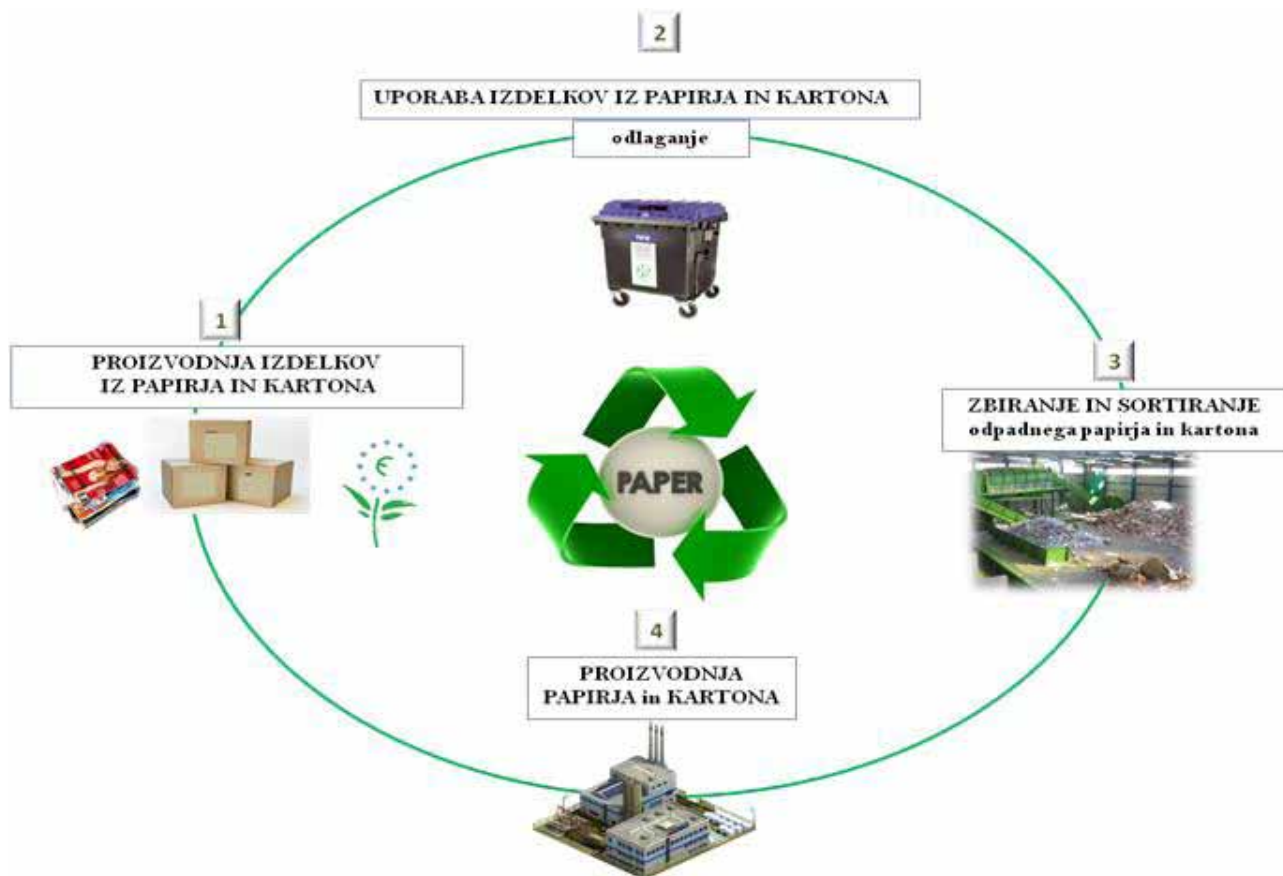 2
UPORABA IZDELKOV IZ PAPIRJA IN KARTONA
odlaganje
1
PROIZVODNJA IZDELKOV
IZ PAPIRJA IN KARTONA
3
ZBIRANJE IN SORTIRANJE
odpadnega papirja in kartona
PAPER
4
PROIZVODNJA
PAPIRJA in KARTONA